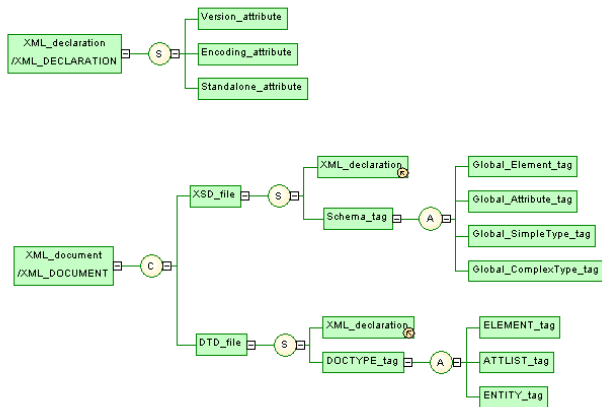 XML_declaration
/XML_DECLARATION
S
Version_attribute
Encoding_attribute
Standalone_attribute
XML_document
/XML_DOCUMENT
C
XSD_file
S
XML_declaration
Schema_tag
A
Global_Element_tag
Global_Attribute_tag
Global_SimpleType_tag
Global_ComplexType_tag
DTD_file
S
XML_declaration
DOCTYPE_tag
A
ELEMENT_tag
ATTLIST_tag
ENTITY_tag